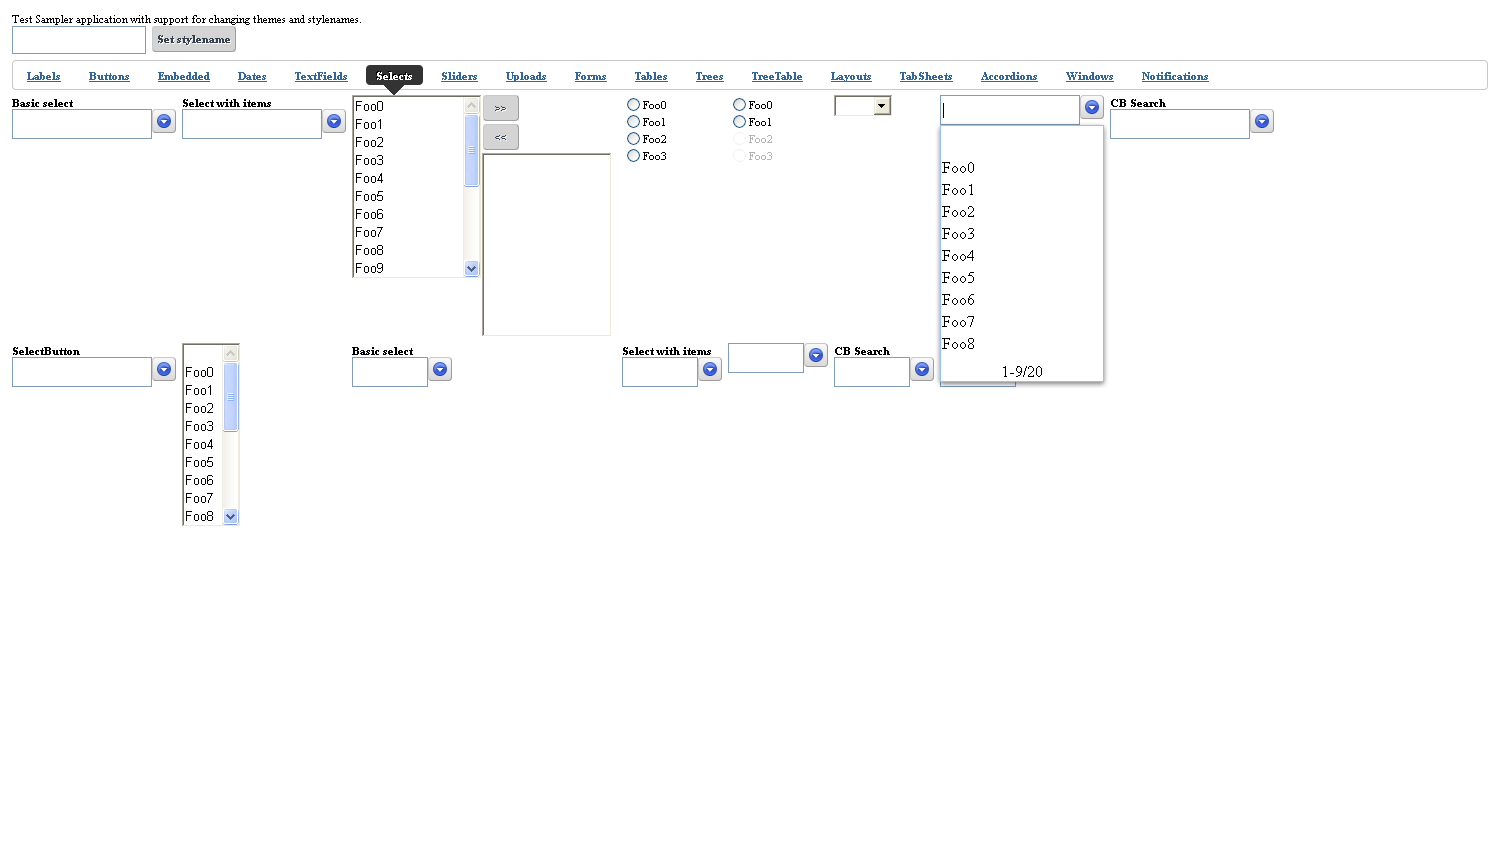 Test Sampler application with support for changing themes and stylenames.
Set stylename
Labels Buttons Embedded Dates TextFields Selects Sliders Uploads Forms Tables Trees TreeTable Layouts TabSheets Accordions Windows Notifications
Basic select
Select with items
Foo0
Foo1
Foo2
Foo3
Foo4
Foo5
Foo6
Foo7
Foo8
Foo9
>>
<<
Foo0
Foo1
Foo2
Foo3
Foo0
Foo1
Foo2
Foo3
Foo0
Foo1
Foo2
Foo3
Foo4
Foo5
Foo6
Foo7
Foo8
1-9/20
CB Search
SelectButton
Foo0
Foo1
Foo2
Foo3
Foo4
Foo5
Foo6
Foo7
Foo8
Basic select
Select with items
CB Search